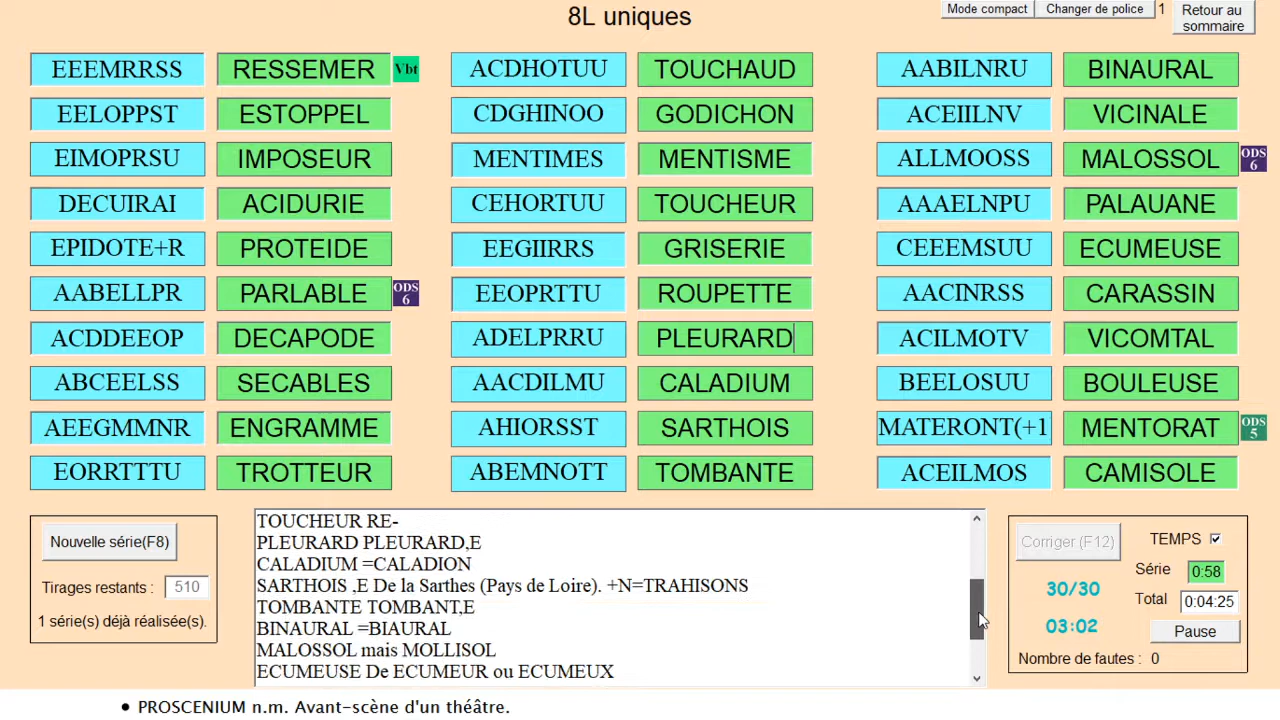 8L uniques
Mode compact
Changer de police
1
Retour au
sommaire
EEEMRRSS RESSEMER Vbt
EELOPPST ESTOPPEL
EIMOPRSU IMPOSEUR
DECUIRAI ACIDURIE
EPIDOTE+R PROTEIDE
AABELLPR PARLABLE ODS 6
ACDDEEOP DECAPODE
ABCEELSS SECABLES
AEEGMMNR ENGRAMME
EORRTTTU TROTTEUR
ACDHOTUU TOUCHAUD
CDGHINOO GODICHON
MENTIMES MENTISME
CEHORTUU TOUCHEUR
EEGIIRRS GRISERIE
EEOPRTTU ROUPETTE
ADELPRRU PLEURARD
AACDILMU CALADIUM
AHIORSST SARTHOIS
ABEMNOTT TOMBANTE
AABILNRU BINAURAL
ACEIILNV VICINALE
ALLMOOSS MALOSSOL ODS 6
AAAELNPU PALAUANE
CEEEMSUU ECUMEUSE
AACINRSS CARASSIN
ACILMOTV VICOMTAL
BEELOSUU BOULEUSE
MATERONT(+1 MENTORAT ODS 5
ACEILMOS CAMISOLE
Nouvelle série(F8)
Tirages restants : 510
1 série(s) déjà réalisée(s).
TOUCHEUR RE-
PLEURARD PLEURARD,E
CALADIUM =CALADION
SARTHOIS ,E De la Sarthes (Pays de Loire). +N=TRAHISONS
TOMBANTE TOMBANT,E
BINAURAL =BIAURAL
MALOSSOL mais MOLLISOL
ECUMEUSE De ECUMEUR ou ECUMEUX
Corriger (F12)
TEMPS
Série 0:58
30/30
Total 0:04:25
03:02
Pause
Nombre de fautes : 0
• PROSCENIUM n.m. Avant-scène d'un théâtre.